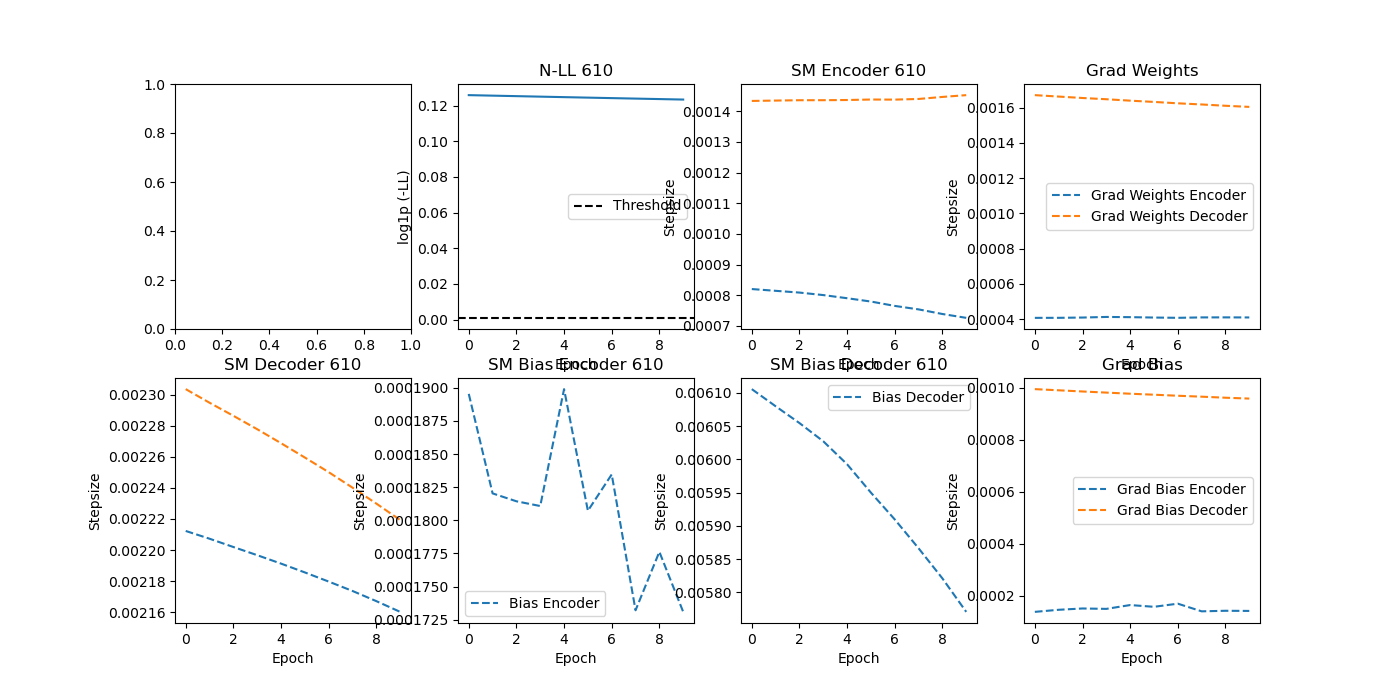 N-LL 610
SM Encoder 610
Grad Weights
1.0
0.8
0.6
0.4
0.2
0.0
0.0 0.2 0.4 0.6 0.8 1.0
log1p (-LL)
0.12
0.10
0.08
0.06
0.04
0.02
0.00
Threshold
0 2 4 6 8
Epoch
Stepsize
0.0014
0.0013
0.0012
0.0011
0.0010
0.0009
0.0008
0.0007
0 2 4 6 8
Epoch
Stepsize
0.0016
0.0014
0.0012
0.0010
0.0008
0.0006
0.0004
Grad Weights Encoder
Grad Weights Decoder
0 2 4 6 8
Epoch
SM Decoder 610
SM Bias Encoder 610
SM Bias Decoder 610
Grad Bias
Stepsize
0.00230
0.00228
0.00226
0.00224
0.00222
0.00220
0.00218
0.00216
0 2 4 6 8
Epoch
Stepsize
0.0001900
0.0001875
0.0001850
0.0001825
0.0001800
0.0001775
0.0001750
0.0001725
Bias Encoder
0 2 4 6 8
Epoch
Stepsize
0.00610
0.00605
0.00600
0.00595
0.00590
0.00585
0.00580
Bias Decoder
0 2 4 6 8
Epoch
Stepsize
0.0010
0.0008
0.0006
0.0004
0.0002
Grad Bias Encoder
Grad Bias Decoder
0 2 4 6 8
Epoch